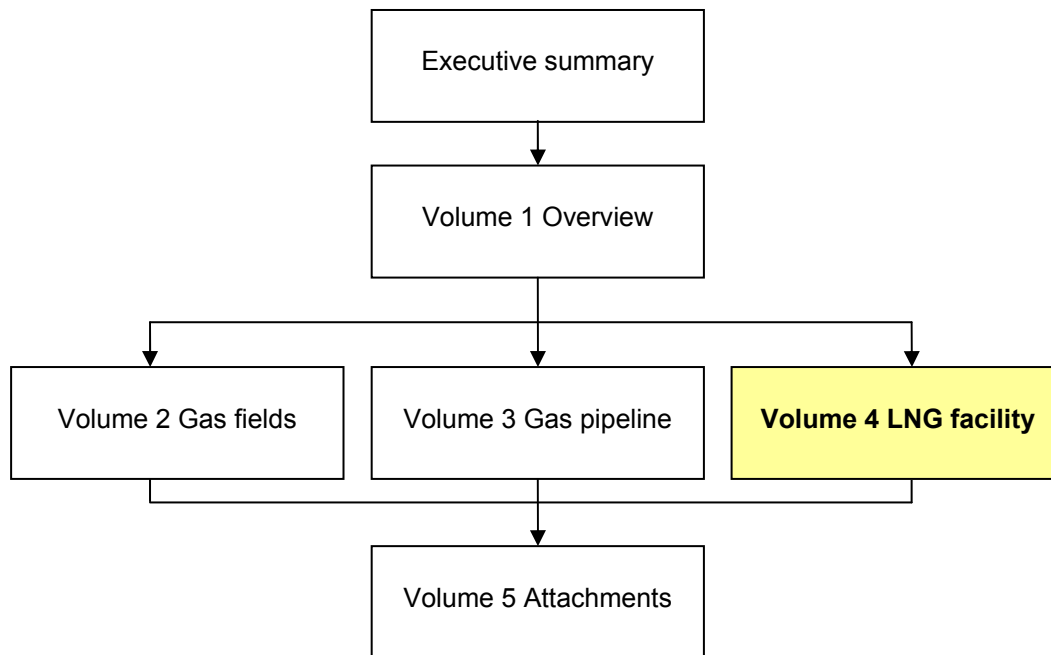 Executive summary
Volume 1 Overview
Volume 2 Gas fields
Volume 3 Gas pipeline
Volume 4 LNG facility
Volume 5 Attachments